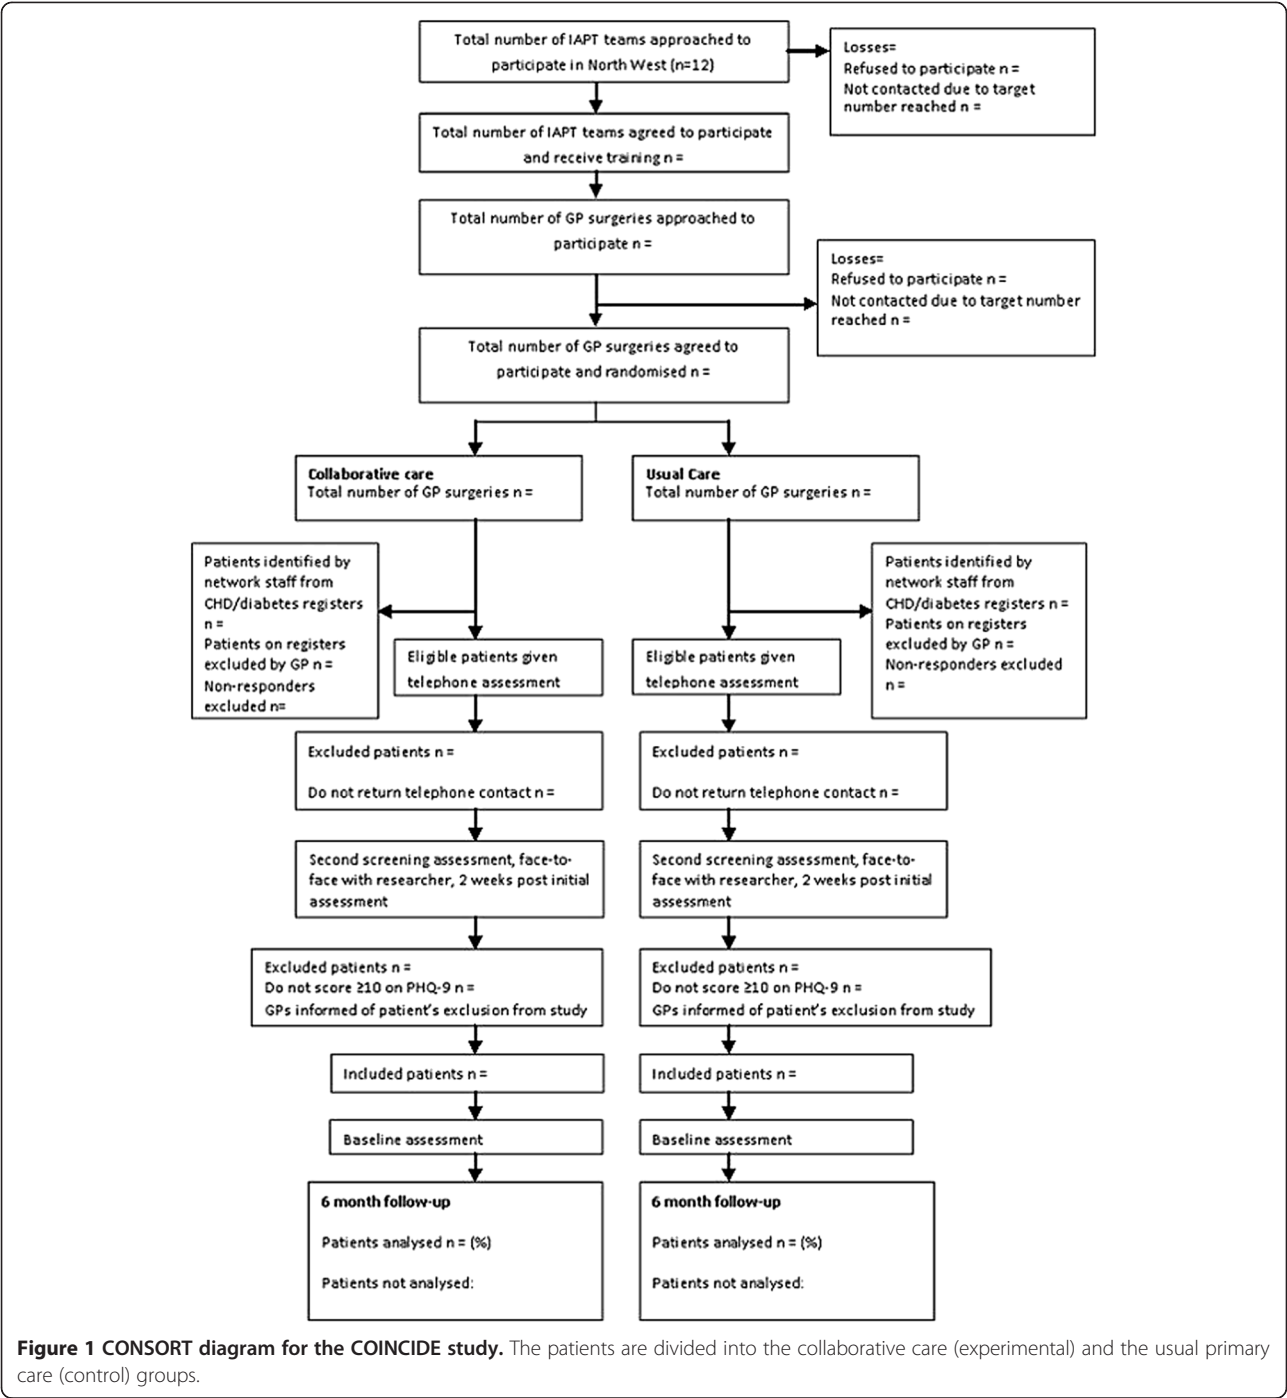 Total number of IAPT teams approached to
participate in North West (n=12)
Losses=
Refused to participate n =
Not contacted due to target
number reached n =
Total number of IAPT teams agreed to participate
and receive training n =
Total number of GP surgeries approached to
participate n =
Losses=
Refused to participate n =
Not contacted due to target number
reached n =
Total number of GP surgeries agreed to
participate and randomised n =
Collaborative care
Total number of GP surgeries n =
Usual Care
Total number of GP surgeries n =
Patients identified by
network staff from
CHD/diabetes registers
n =
Patients on registers
excluded by GP n =
Non-responders
excluded n=
Eligible patients given
telephone assessment
Eligible patients given
telephone assessment
Patients identified by
network staff from
CHD/diabetes registers n =
Patients on registers
excluded by GP n =
Non-responders excluded
n =
Excluded patients n =
Do not return telephone contact n =
Excluded patients n =
Do not return telephone contact n =
Second screening assessment, face-to-
face with researcher, 2 weeks post initial
assessment
Second screening assessment, face-to-
face with researcher, 2 weeks post initial
assessment
Excluded patients n =
Do not score ≥10 on PHQ-9 n =
GPs informed of patient's exclusion from study
Excluded patients n =
Do not score ≥10 on PHQ-9 n =
GPs informed of patient's exclusion from study
Included patients n =
Included patients n =
Baseline assessment
Baseline assessment
6 month follow-up
Patients analysed n = (%)
Patients not analysed:
6 month follow-up
Patients analysed n = (%)
Patients not analysed:
Figure 1 CONSORT diagram for the COINCIDE study. The patients are divided into the collaborative care (experimental) and the usual primary
care (control) groups.